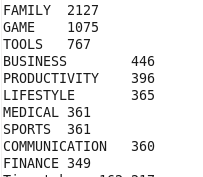 FAMILY 2127
GAME 1075
TOOLS 767
BUSINESS 446
PRODUCTIVITY 396
LIFESTYLE 365
MEDICAL 361
SPORTS 361
COMMUNICATION 360
FINANCE 349